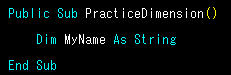 Public Sub PracticeDimension()
Dim MyName As String
End Sub